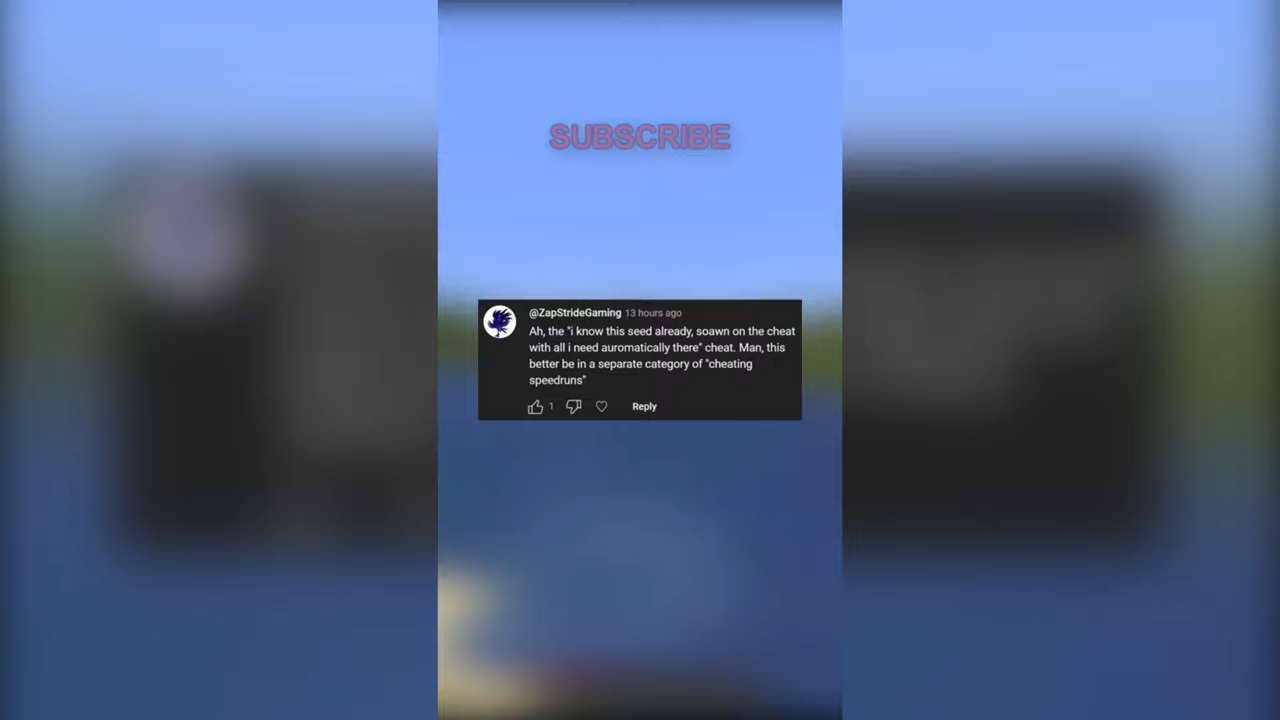 SUBSCRIBE
@ZapStrideGaming 13 hours ago
Ah, the "i know this seed already, soawn on the cheat
with all i need auromatically there" cheat. Man, this
better be in a separate category of "cheating
speedruns"
1 Reply